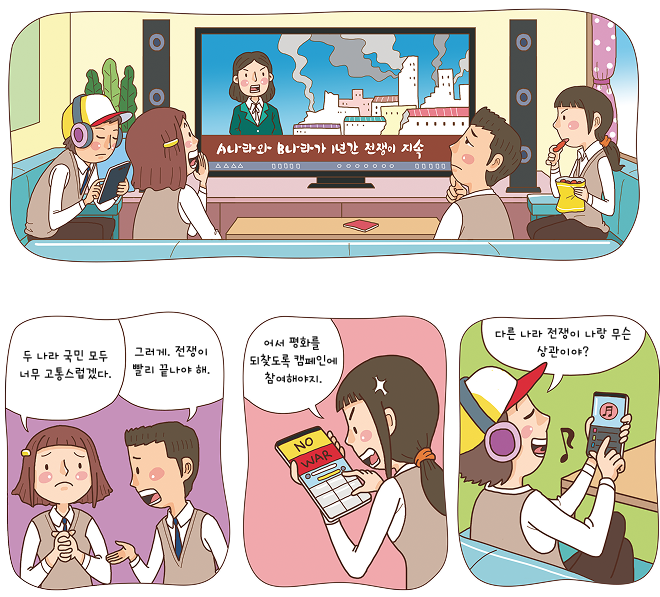 A나라와 B나라가 1년간 전쟁이 지속
두 나라 국민 모두
너무 고통스럽겠다.
그러게. 전쟁이
빨리 끝나야 해.
어서 평화를
되찾도록 캠페인에
참여해야지.
NO
WAR
다른 나라 전쟁이 나랑 무슨
상관이야?